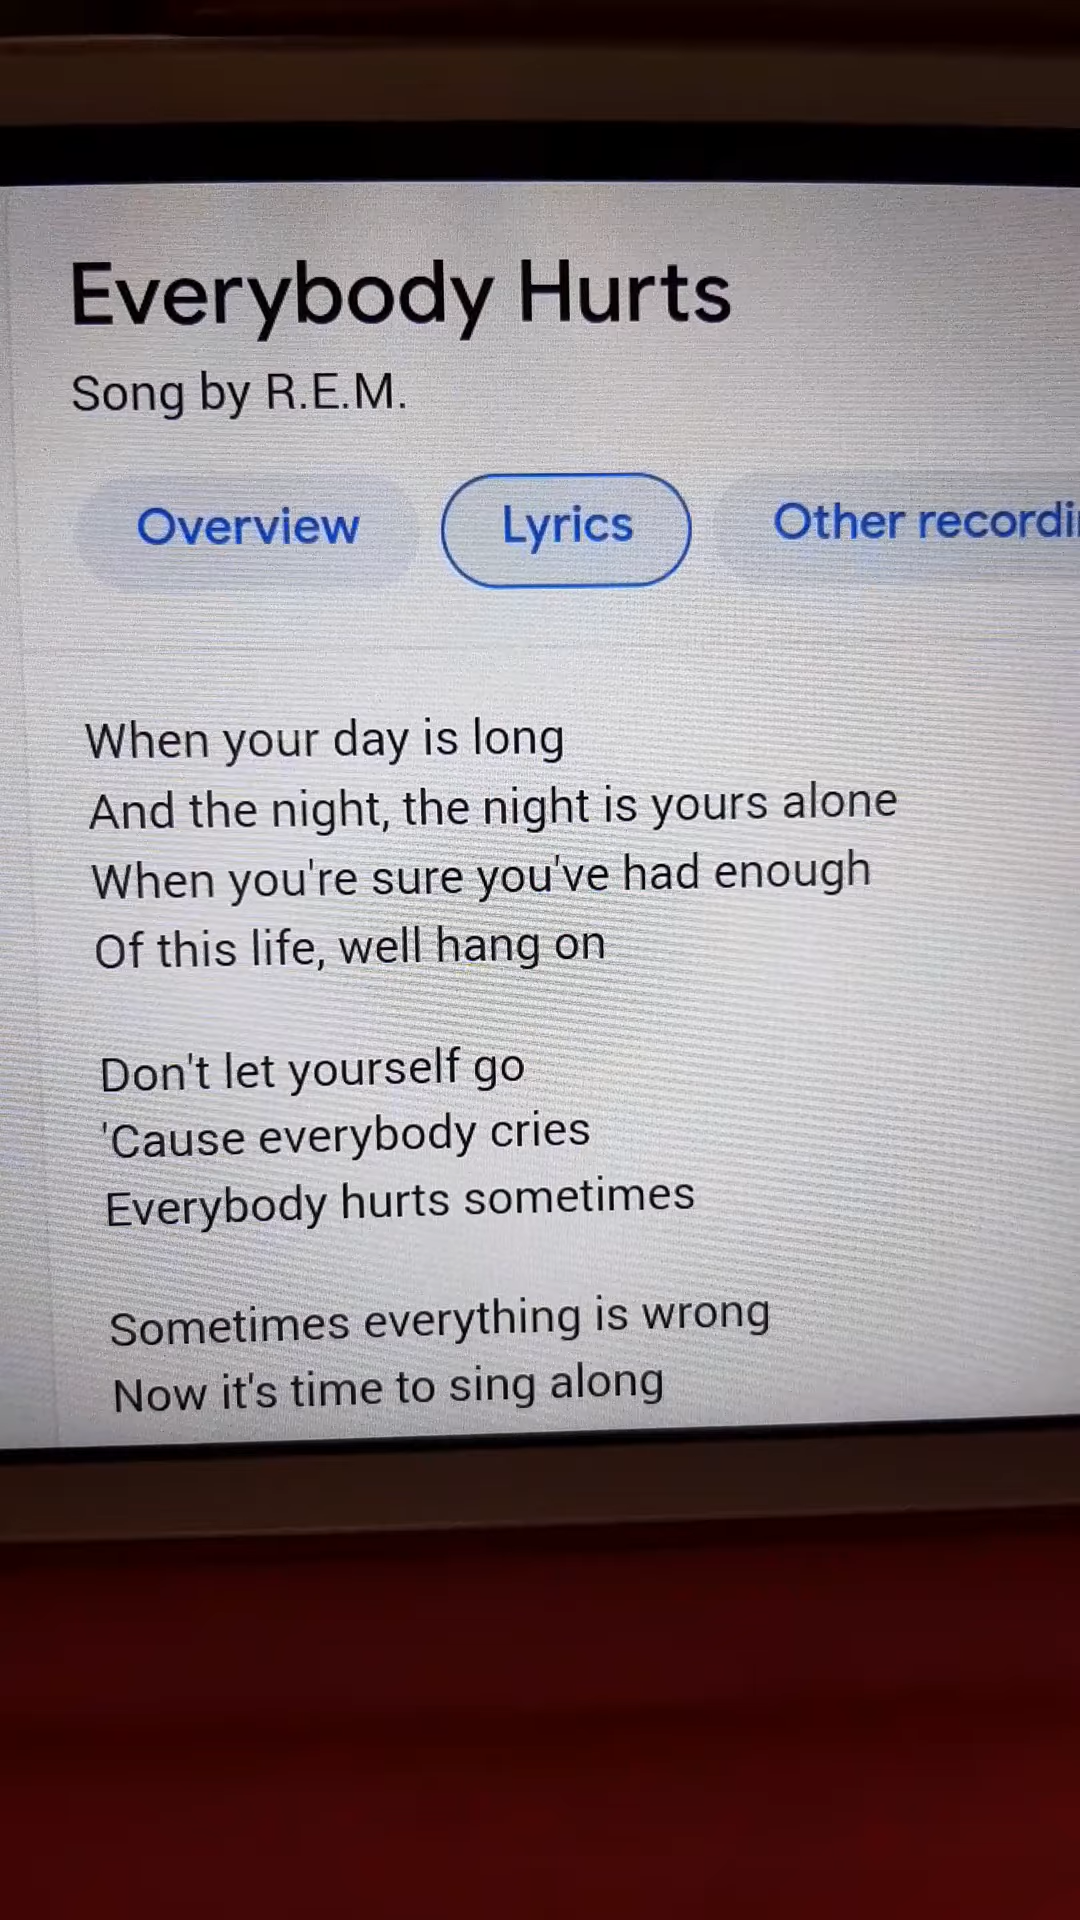 Everybody Hurts
Song by R.E.M.
Overview Lyrics Other recordi
When your day is long
And the night, the night is yours alone
When you're sure you've had enough
Of this life, well hang on
Don't let yourself go
'Cause everybody cries
Everybody hurts sometimes
Sometimes everything is wrong
Now it's time to sing along